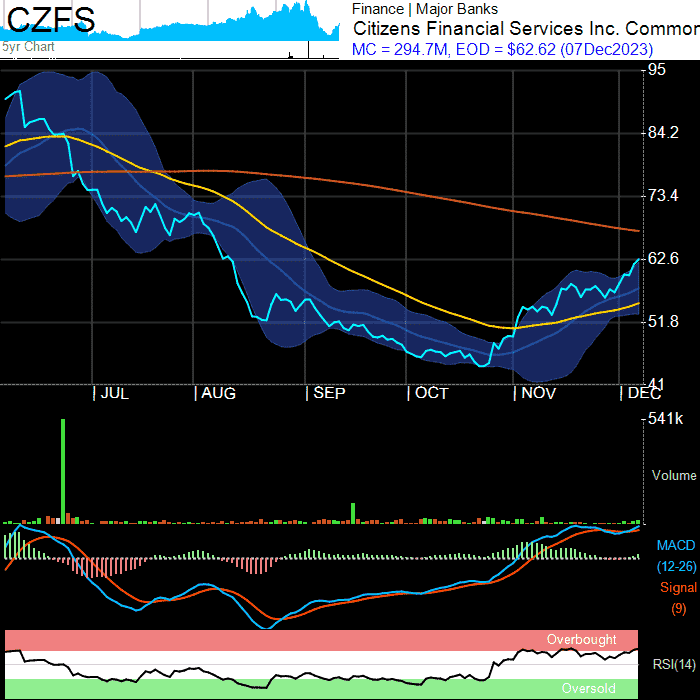 CZFS
5yr Chart
Finance | Major Banks
Citizens Financial Services Inc. Common
MC = 294.7M, EOD = $62.62 (07Dec2023)
95
84.2
73.4
62.6
51.8
41
JUL
AUG
SEP
OCT
NOV
DEC
541k
Volume
MACD
(12-26)
Signal
(9)
Overbought
RSI(14)
Oversold